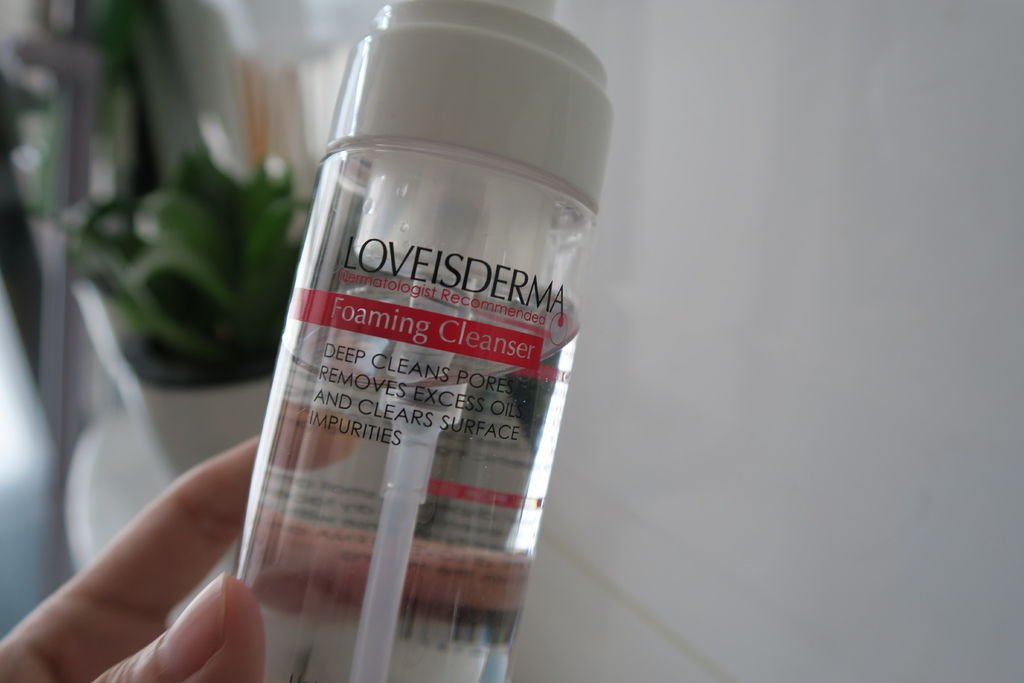 LOVEISDERMA
Dermatologist Recommended
Foaming Cleanser
DEEP CLEANS PORES
REMOVES EXCESS OILS
AND CLEARS SURFACE
IMPURITIES